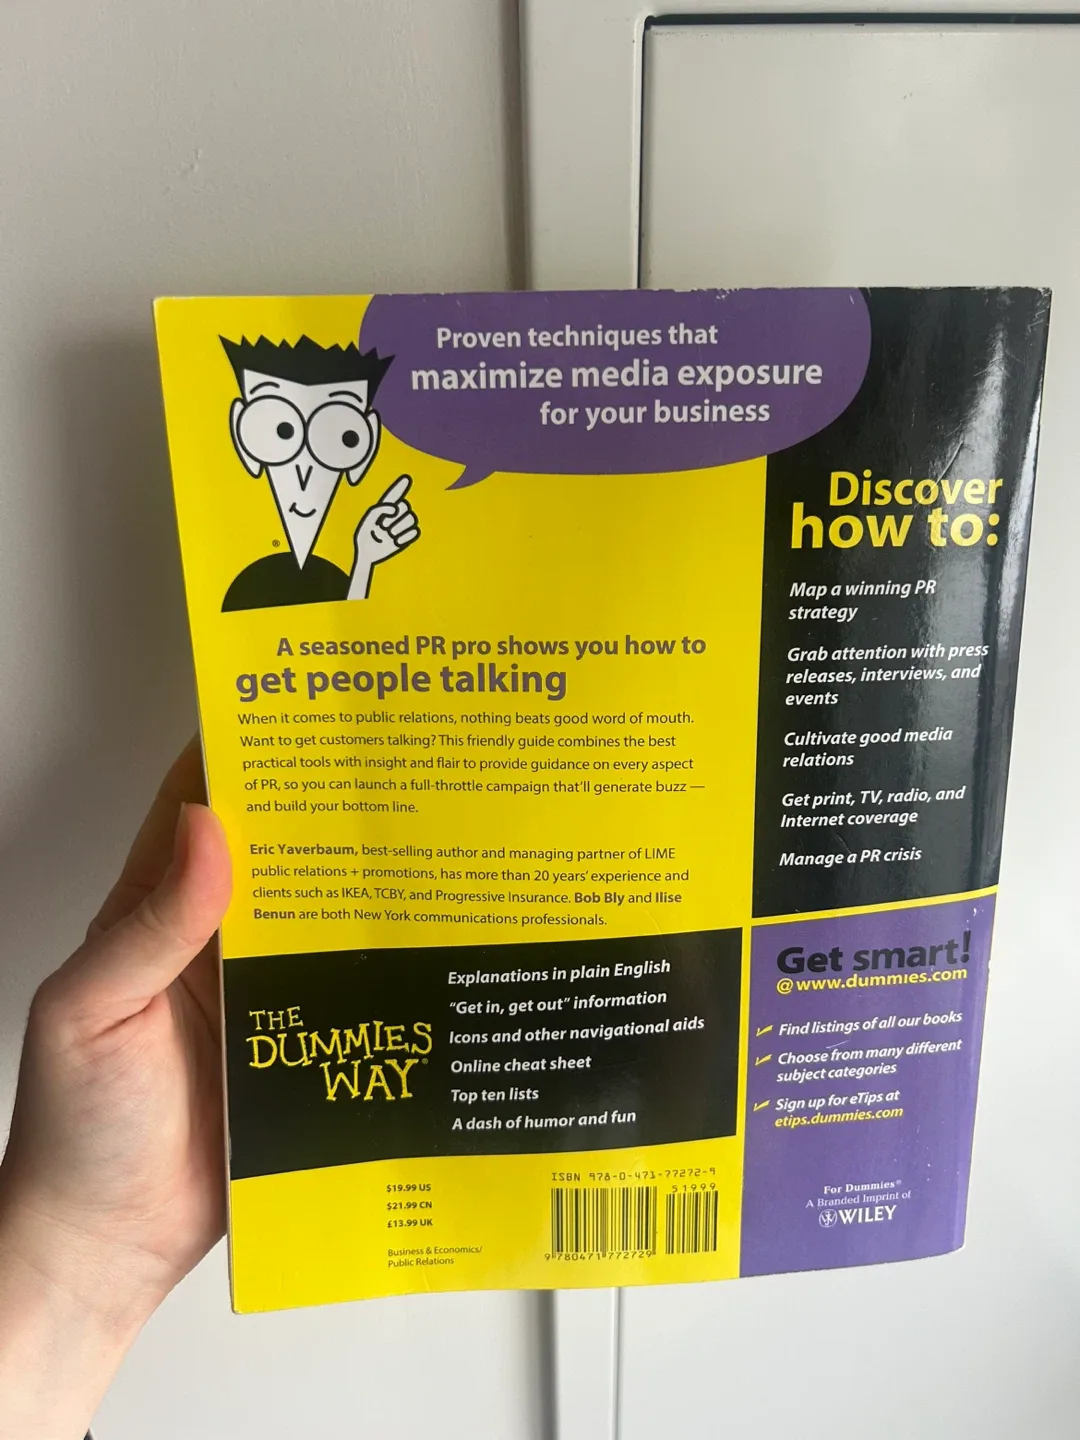 Proven techniques that
maximize media exposure
for your business
®
A seasoned PR pro shows you how to
get people talking
When it comes to public relations, nothing beats good word of mouth.
Want to get customers talking? This friendly guide combines the best
practical tools with insight and flair to provide guidance on every aspect
of PR, so you can launch a full-throttle campaign that'll generate buzz —
and build your bottom line.
Eric Yaverbaum, best-selling author and managing partner of LIME
public relations + promotions, has more than 20 years' experience and
clients such as IKEA, TCBY, and Progressive Insurance. Bob Bly and Ilise
Benun are both New York communications professionals.
THE
DUMMIES
WAY®
Explanations in plain English
"Get in, get out" information
Icons and other navigational aids
Online cheat sheet
Top ten lists
A dash of humor and fun
$19.99 US
$21.99 CN
£13.99 UK
Business & Economics/
Public Relations
ISBN 978-0-471-77272-9
51999
9 780471 772729
Discover
how to:
Map a winning PR
strategy
Grab attention with press
releases, interviews, and
events
Cultivate good media
relations
Get print, TV, radio, and
Internet coverage
Manage a PR crisis
Get smart!
@www.dummies.com
Find listings of all our books
Choose from many different
subject categories
Sign up for eTips at
etips.dummies.com
For Dummies®
A Branded Imprint of
WILEY